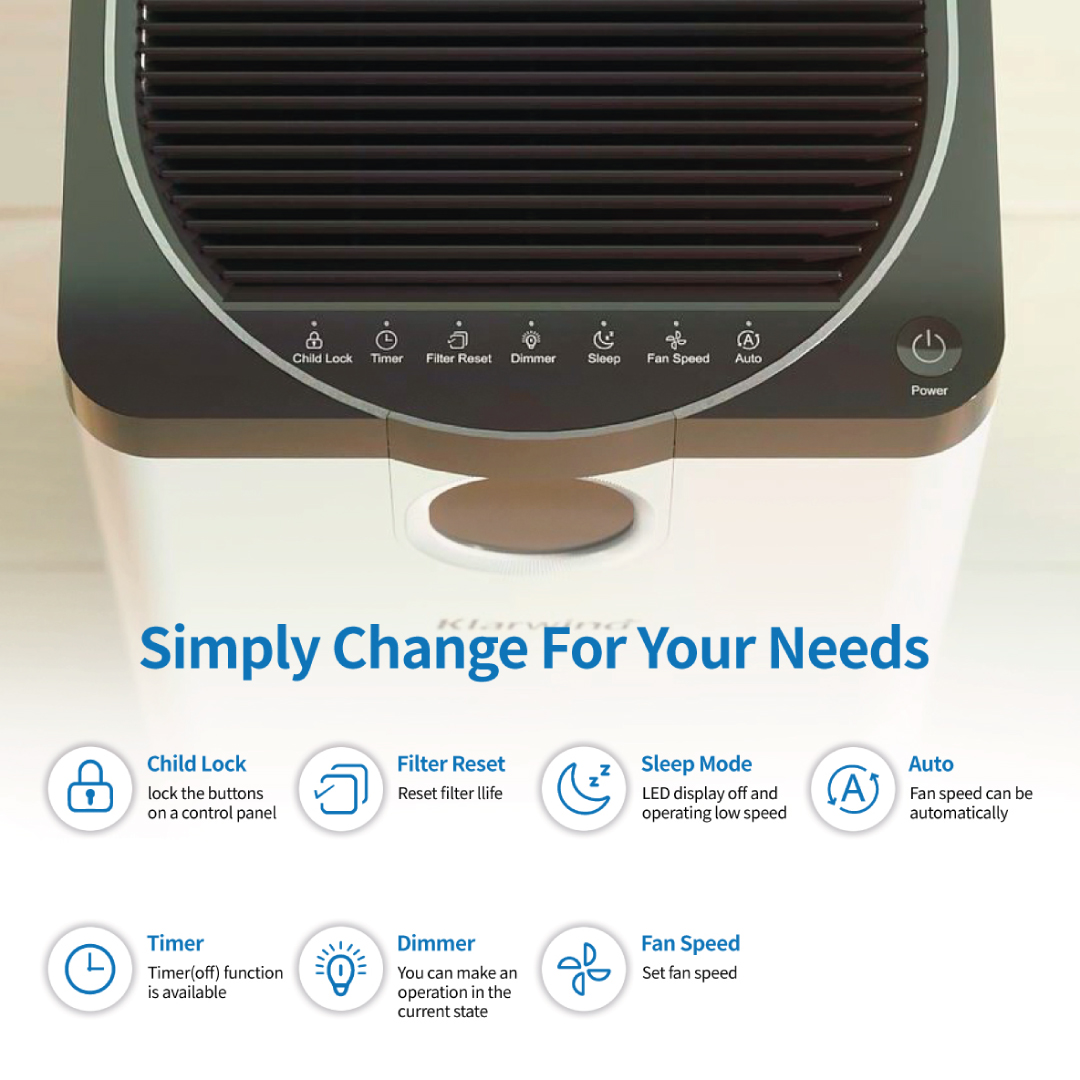 Child Lock
Timer
Filter Reset
Dimmer
Sleep
Fan Speed
Auto
Power
Klarwind
Simply Change For Your Needs
Child Lock
lock the buttons
on a control panel
Filter Reset
Reset filter llife
Sleep Mode
LED display off and
operating low speed
Auto
Fan speed can be
automatically
Timer
Timer(off) function
is available
Dimmer
You can make an
operation in the
current state
Fan Speed
Set fan speed